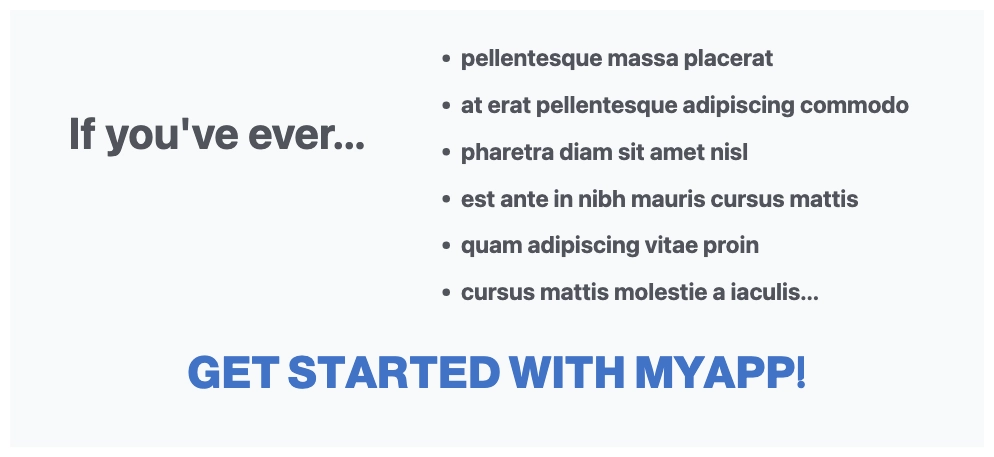 If you've ever...
• pellentesque massa placerat
• at erat pellentesque adipiscing commodo
• pharetra diam sit amet nisl
• est ante in nibh mauris cursus mattis
• quam adipiscing vitae proin
• cursus mattis molestie a iaculis...
GET STARTED WITH MYAPP!